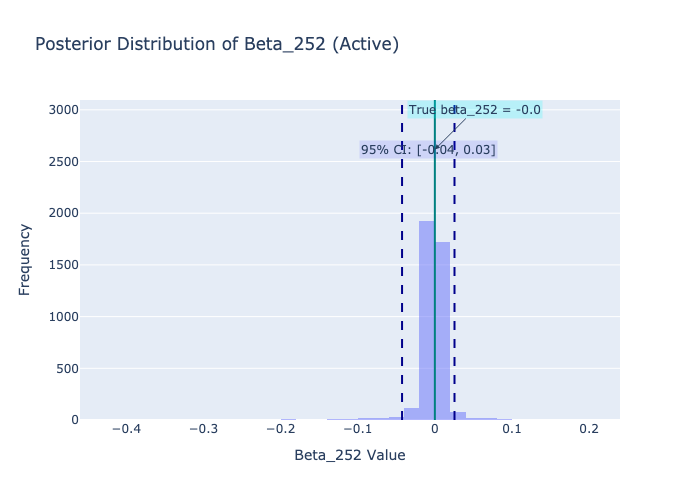 Posterior Distribution of Beta_252 (Active)
True beta_252 = -0.0
95% CI: [-0.04, 0.03]
3000
2500
2000
1500
1000
500
0
Frequency
−0.4 −0.3 −0.2 −0.1 0 0.1 0.2
Beta_252 Value